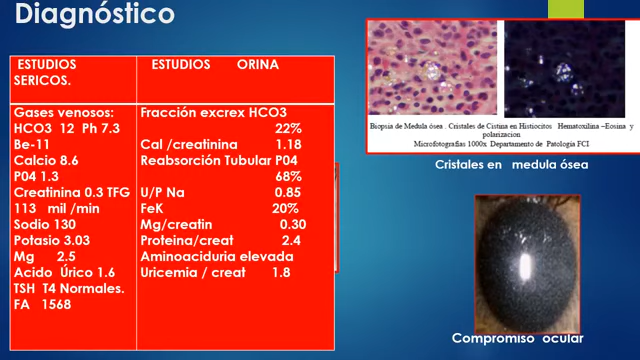 Diagnóstico
ESTUDIOS SERICOS.
ESTUDIOS ORINA
Gases venosos:
HCO3 12 Ph 7.3
Be-11
Calcio 8.6
P04 1.3
Creatinina 0.3 TFG
113 mil /min
Sodio 130
Potasio 3.03
Mg 2.5
Acido Úrico 1.6
TSH T4 Normales.
FA 1568
Fracción excrex HCO3
22%
Cal /creatinina 1.18
Reabsorción Tubular P04
68%
U/P Na 0.85
FeK 20%
Mg/creatin 0.30
Proteina/creat 2.4
Aminoaciduria elevada
Uricemia / creat 1.8
Biopsia de Medula ósea . Cristales de Cistina en Histiocitos Hematoxilina –Eosina y
polarizacion
Microfotografías 1000x Departamento de Patología FCI
Cristales en medula ósea
Compromiso ocular